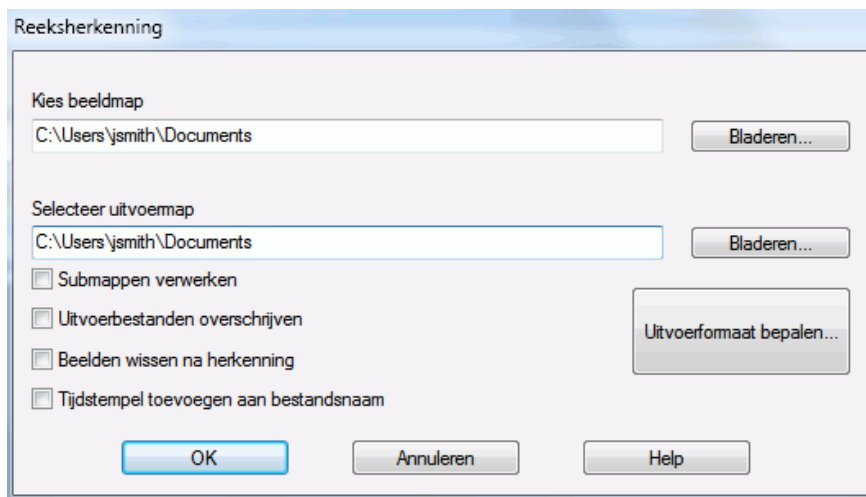 Reeksherkenning
Kies beeldmap
C:\Users\jsmith\Documents
Bladeren...
Selecteer uitvoermap
C:\Users\jsmith\Documents
Bladeren...
Submappen verwerken
Uitvoerbestanden overschrijven
Uitvoerformaat bepalen...
Beelden wissen na herkenning
Tijdstempel toevoegen aan bestandsnaam
OK
Annuleren
Help